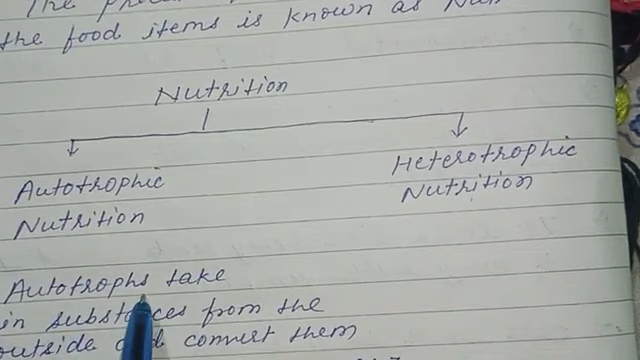 The
the food items is known as
Nutrition
Autotrophic
Nutrition
Heterotrophic
Nutrition
Autotrophs take
in substances from the
outside and convert them